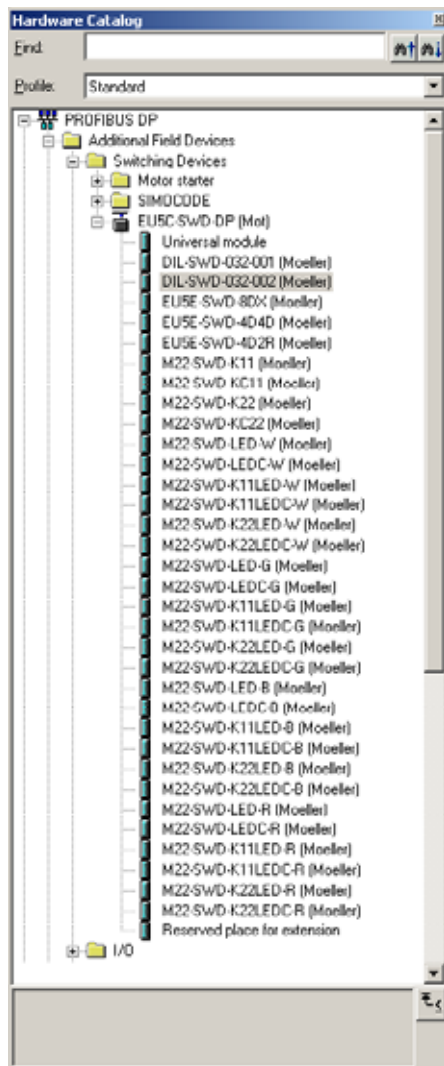 Hardware Catalog
Find:
Profile: Standard
PROFIBUS DP
Additional Field Devices
Switching Devices
Motor starter
SIMOCODE
EU5C-SWD-DP (Mot)
Universal module
DIL-SWD-032-001 (Moeller)
DIL-SWD-032-002 (Moeller)
EU5E-SWD-8DX (Moeller)
EU5E-SWD-4D4D (Moeller)
EU5E-SWD-4D2R (Moeller)
M22-SWD-K11 (Moeller)
M22-SWD-KC11 (Moeller)
M22-SWD-K22 (Moeller)
M22-SWD-KC22 (Moeller)
M22-SWD-LED-W (Moeller)
M22-SWD-LEDC-W (Moeller)
M22-SWD-K11LED-W (Moeller)
M22-SWD-K11LEDC-W (Moeller)
M22-SWD-K22LED-W (Moeller)
M22-SWD-K22LEDC-W (Moeller)
M22-SWD-LED-G (Moeller)
M22-SWD-LEDC-G (Moeller)
M22-SWD-K11LED-G (Moeller)
M22-SWD-K11LEDC-G (Moeller)
M22-SWD-K22LED-G (Moeller)
M22-SWD-K22LEDC-G (Moeller)
M22-SWD-LED-B (Moeller)
M22-SWD-LEDC-B (Moeller)
M22-SWD-K11LED-B (Moeller)
M22-SWD-K11LEDC-B (Moeller)
M22-SWD-K22LED-B (Moeller)
M22-SWD-K22LEDC-B (Moeller)
M22-SWD-LED-R (Moeller)
M22-SWD-LEDC-R (Moeller)
M22-SWD-K11LED-R (Moeller)
M22-SWD-K11LEDC-R (Moeller)
M22-SWD-K22LED-R (Moeller)
M22-SWD-K22LEDC-R (Moeller)
Reserved place for extension
I/O